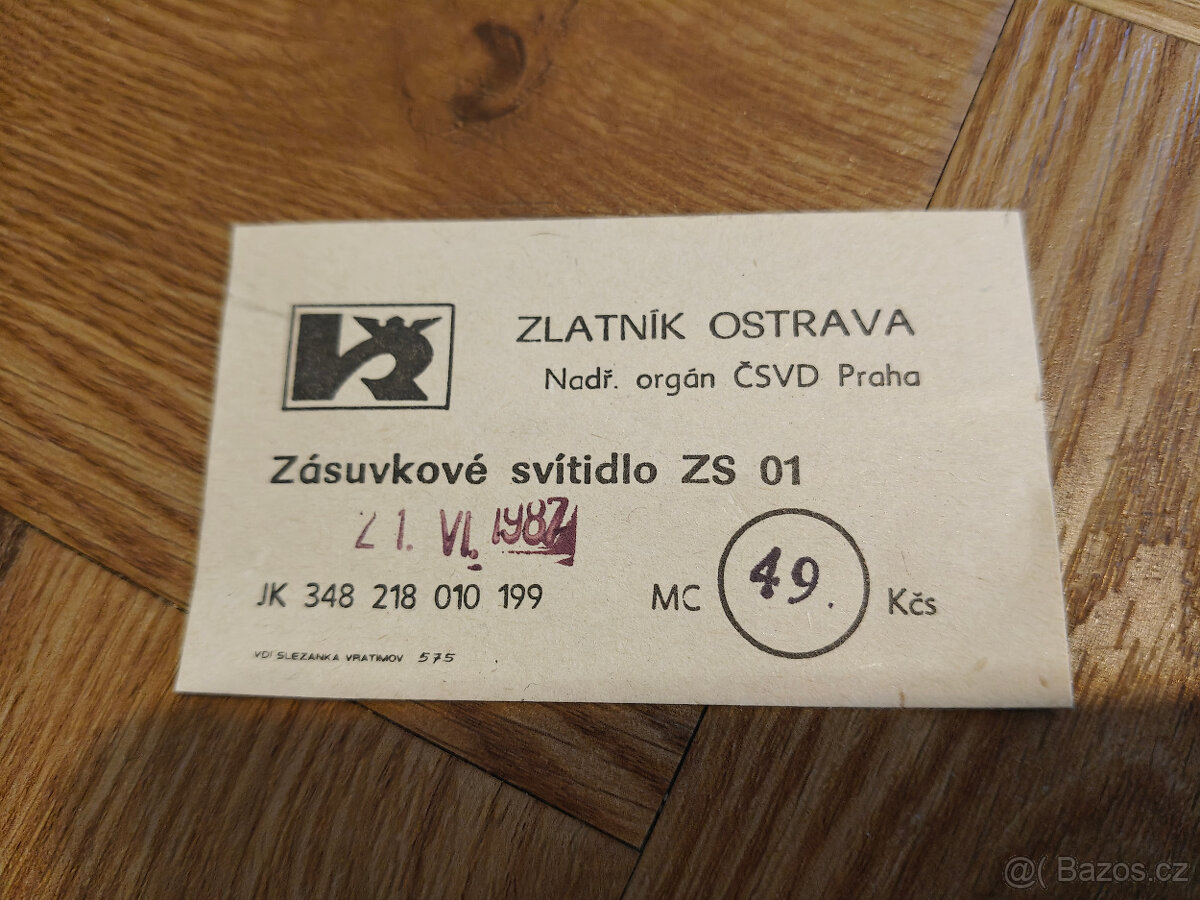 ZLATNÍK OSTRAVA
Nadř. orgán ČSVD Praha
Zásuvkové svítidlo ZS 01
21. VI. 1987
JK 348 218 010 199
MC 49. Kčs
VDI SLEZANKA VRATIMOV 575
@( Bazos.cz